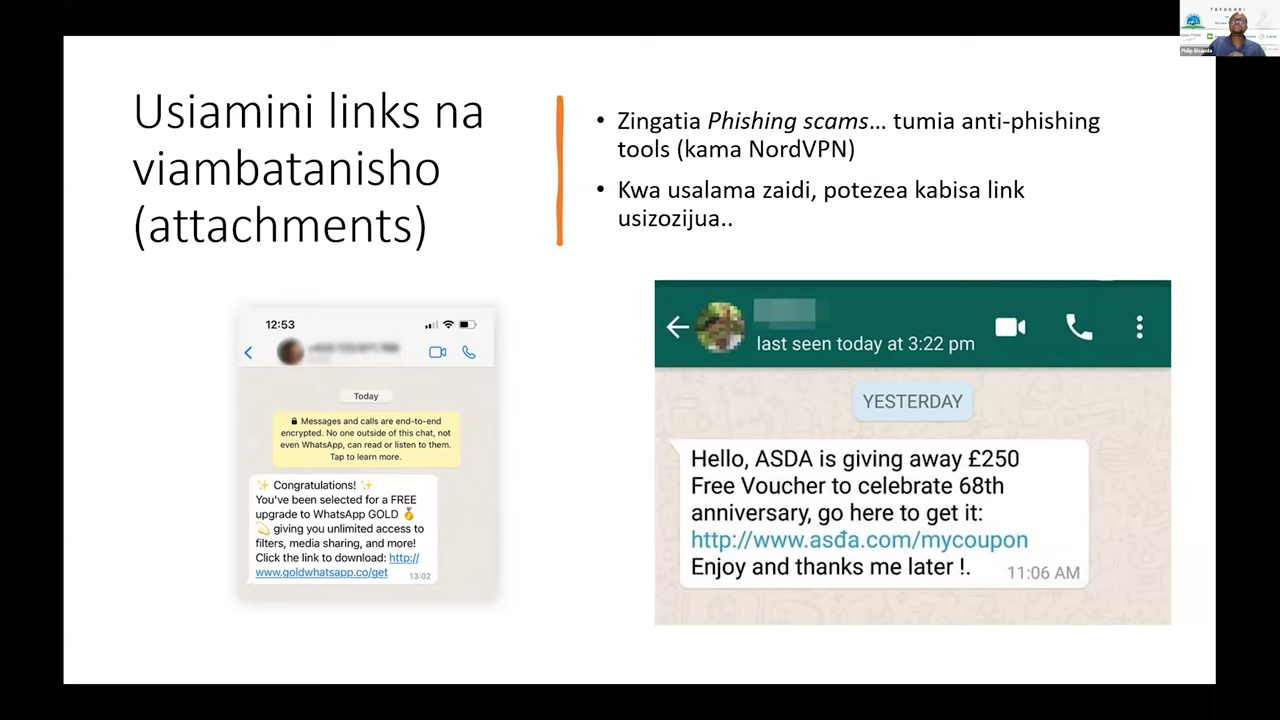 Usiamini links na
viambatanisho
(attachments)
• Zingatia Phishing scams… tumia anti-phishing
tools (kama NordVPN)
• Kwa usalama zaidi, potezea kabisa link
usizozijua..
12:53
Today
Messages and calls are end-to-end
encrypted. No one outside of this chat, not
even WhatsApp, can read or listen to them.
Tap to learn more.
✨ Congratulations! ✨
You've been selected for a FREE
upgrade to WhatsApp GOLD 🥇
💫 giving you unlimited access to
filters, media sharing, and more!
Click the link to download: http://
www.goldwhatsapp.co/get
13:02
last seen today at 3:22 pm
YESTERDAY
Hello, ASDA is giving away £250
Free Voucher to celebrate 68th
anniversary, go here to get it:
http://www.asđa.com/mycoupon
Enjoy and thanks me later !.
11:06 AM
TAFAKARI
Philip Bisanda